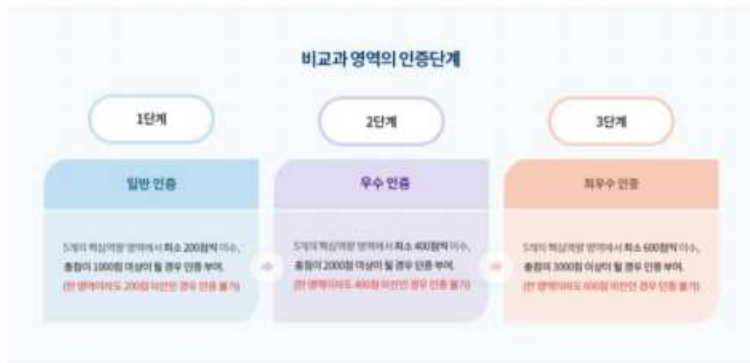 비교과 영역의 인증단계
1단계
2단계
3단계
일반 인증
우수 인증
최우수 인증
5개의 핵심역량 영역에서 최소 200점씩 이수,
총점이 1000점 이상이 될 경우 인증 부여.
(한 영역이라도 200점 미만인 경우 인증 불가)
5개의 핵심역량 영역에서 최소 400점씩 이수,
총점이 2000점 이상이 될 경우 인증 부여.
(한 영역이라도 400점 미만인 경우 인증 불가)
5개의 핵심역량 영역에서 최소 600점씩 이수,
총점이 3000점 이상이 될 경우 인증 부여.
(한 영역이라도 600점 미만인 경우 인증 불가)